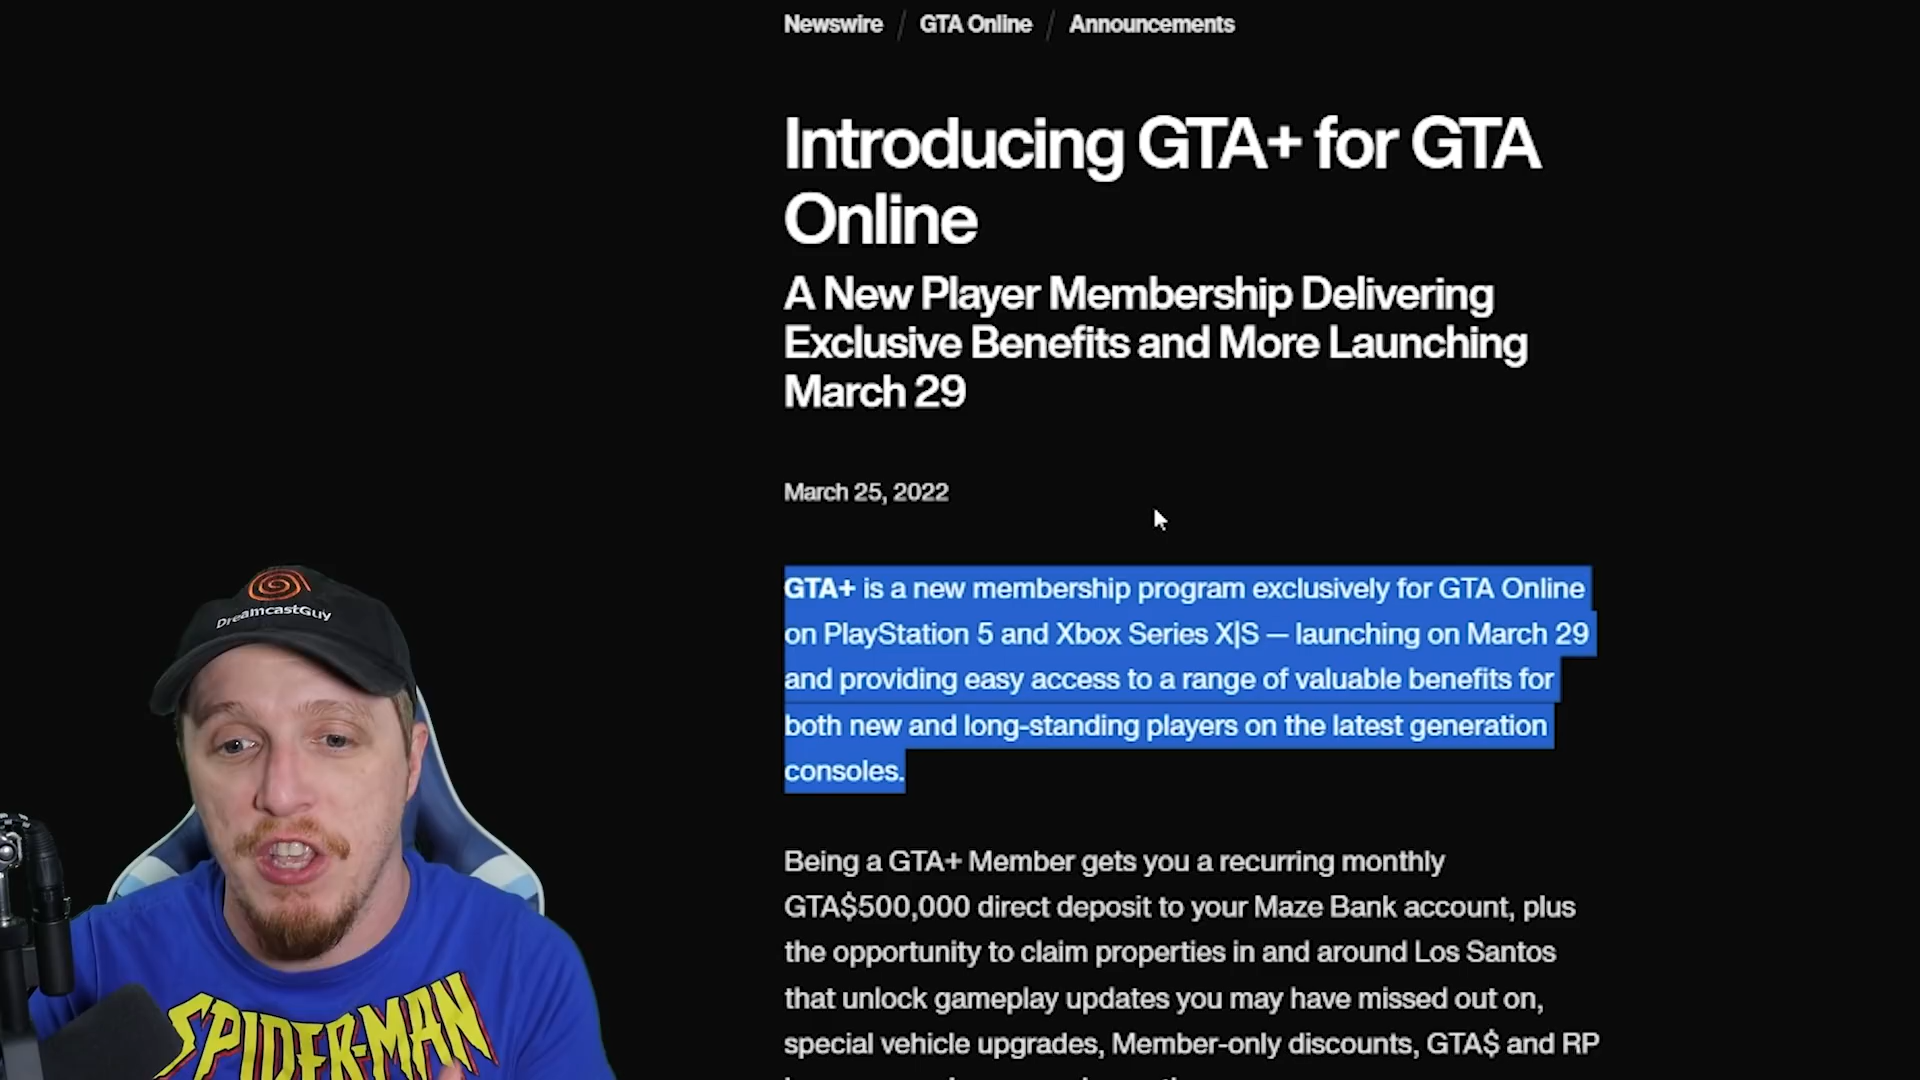 Newswire / GTA Online / Announcements
Introducing GTA+ for GTA
Online
A New Player Membership Delivering
Exclusive Benefits and More Launching
March 29
March 25, 2022
GTA+ is a new membership program exclusively for GTA Online
on PlayStation 5 and Xbox Series X|S — launching on March 29
and providing easy access to a range of valuable benefits for
both new and long-standing players on the latest generation
consoles.
Being a GTA+ Member gets you a recurring monthly
GTA$500,000 direct deposit to your Maze Bank account, plus
the opportunity to claim properties in and around Los Santos
that unlock gameplay updates you may have missed out on,
special vehicle upgrades, Member-only discounts, GTA$ and RP
DreamcastGuy
SPIDER-MAN